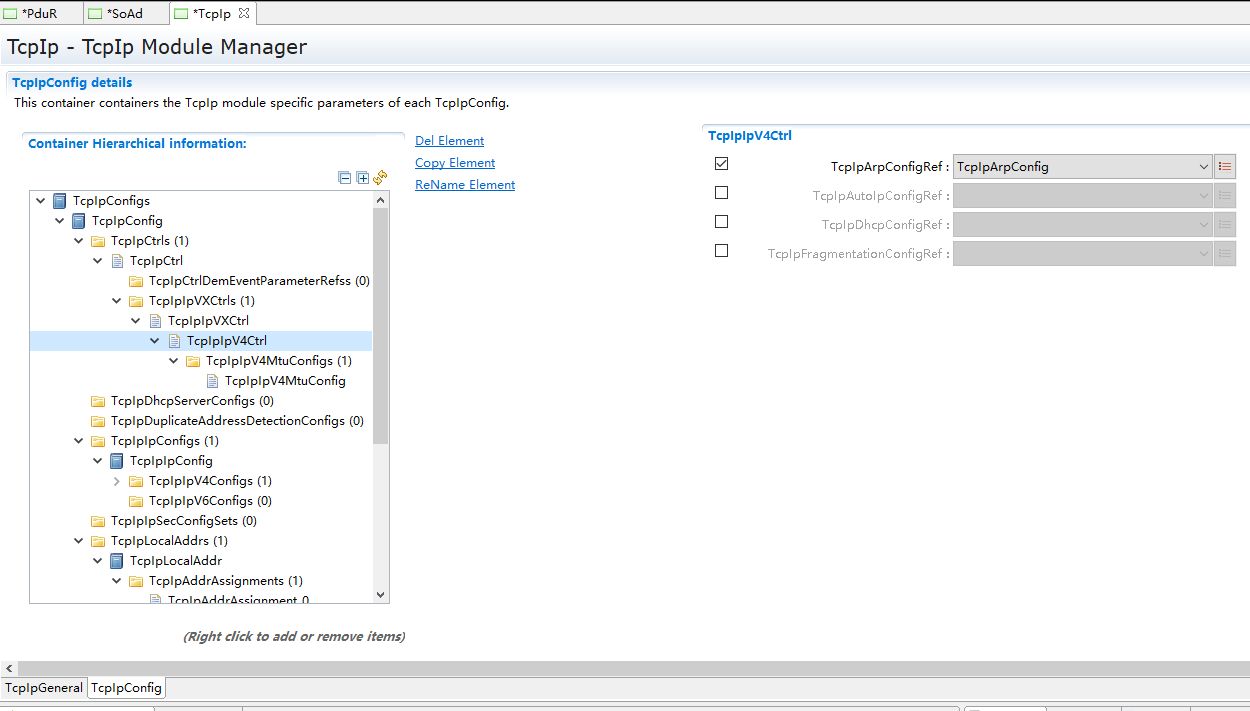 *PduR *SoAd *TcpIp
TcpIp - TcpIp Module Manager
TcpIpConfig details
This container containers the TcpIp module specific parameters of each TcpIpConfig.
Container Hierarchical information:
Del Element
Copy Element
ReName Element
TcpIpConfigs
TcpIpConfig
TcpIpCtrls (1)
TcpIpCtrl
TcpIpCtrlDemEventParameterRefss (0)
TcpIpIpVXCtrls (1)
TcpIpIpVXCtrl
TcpIpIpV4Ctrl
TcpIpIpV4MtuConfigs (1)
TcpIpIpV4MtuConfig
TcpIpDhcpServerConfigs (0)
TcpIpDuplicateAddressDetectionConfigs (0)
TcpIpIpConfigs (1)
TcpIpIpConfig
TcpIpIpV4Configs (1)
TcpIpIpV6Configs (0)
TcpIpIpSecConfigSets (0)
TcpIpLocalAddrs (1)
TcpIpLocalAddr
TcpIpAddrAssignments (1)
TcpIpAddrAssignment_0
(Right click to add or remove items)
TcpIpIpV4Ctrl
TcpIpArpConfigRef : TcpIpArpConfig
TcpIpAutoIpConfigRef :
TcpIpDhcpConfigRef :
TcpIpFragmentationConfigRef :
TcpIpGeneral TcpIpConfig